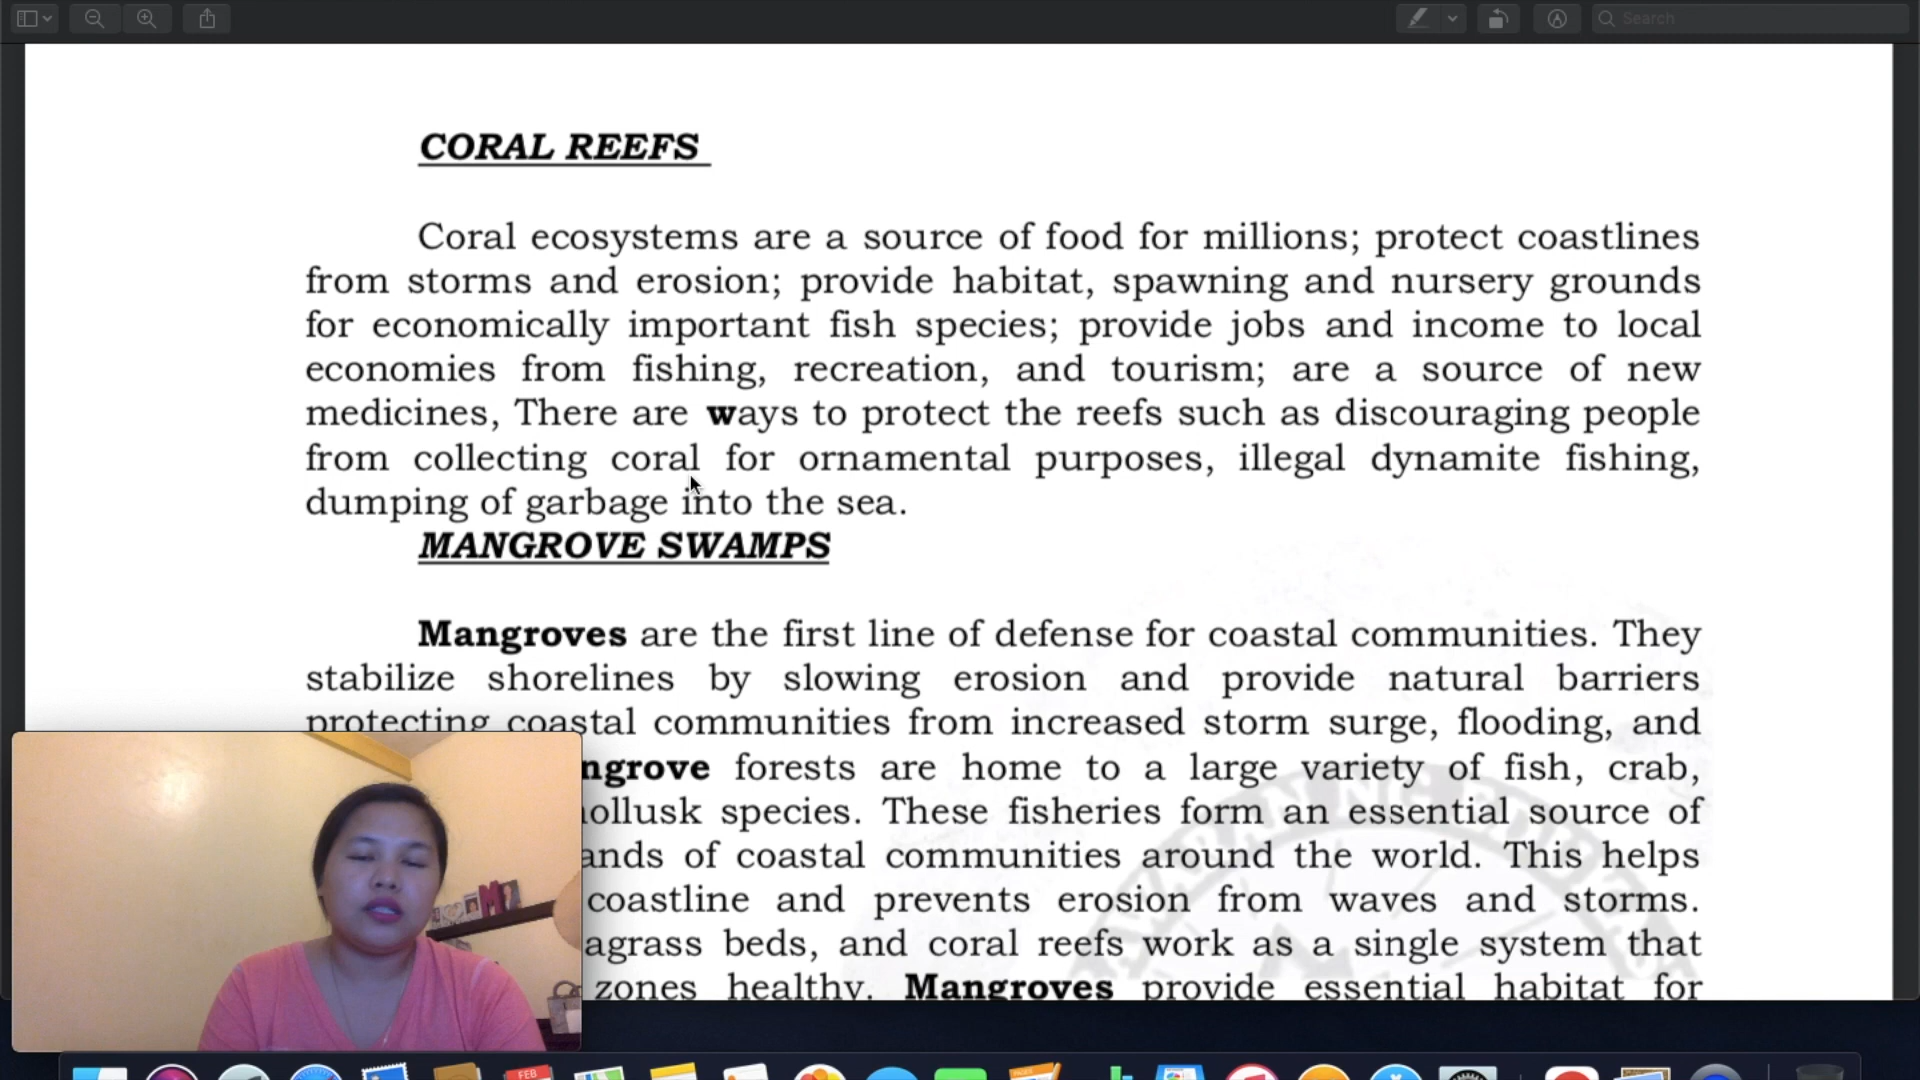 Search
CORAL REEFS
Coral ecosystems are a source of food for millions; protect coastlines
from storms and erosion; provide habitat, spawning and nursery grounds
for economically important fish species; provide jobs and income to local
economies from fishing, recreation, and tourism; are a source of new
medicines, There are ways to protect the reefs such as discouraging people
from collecting coral for ornamental purposes, illegal dynamite fishing,
dumping of garbage into the sea.
MANGROVE SWAMPS
Mangroves are the first line of defense for coastal communities. They
stabilize shorelines by slowing erosion and provide natural barriers
protecting coastal communities from increased storm surge, flooding, and
ngrove forests are home to a large variety of fish, crab,
ollusk species. These fisheries form an essential source of
ands of coastal communities around the world. This helps
coastline and prevents erosion from waves and storms.
agrass beds, and coral reefs work as a single system that
zones healthy. Mangroves provide essential habitat for
FEB
PAGES